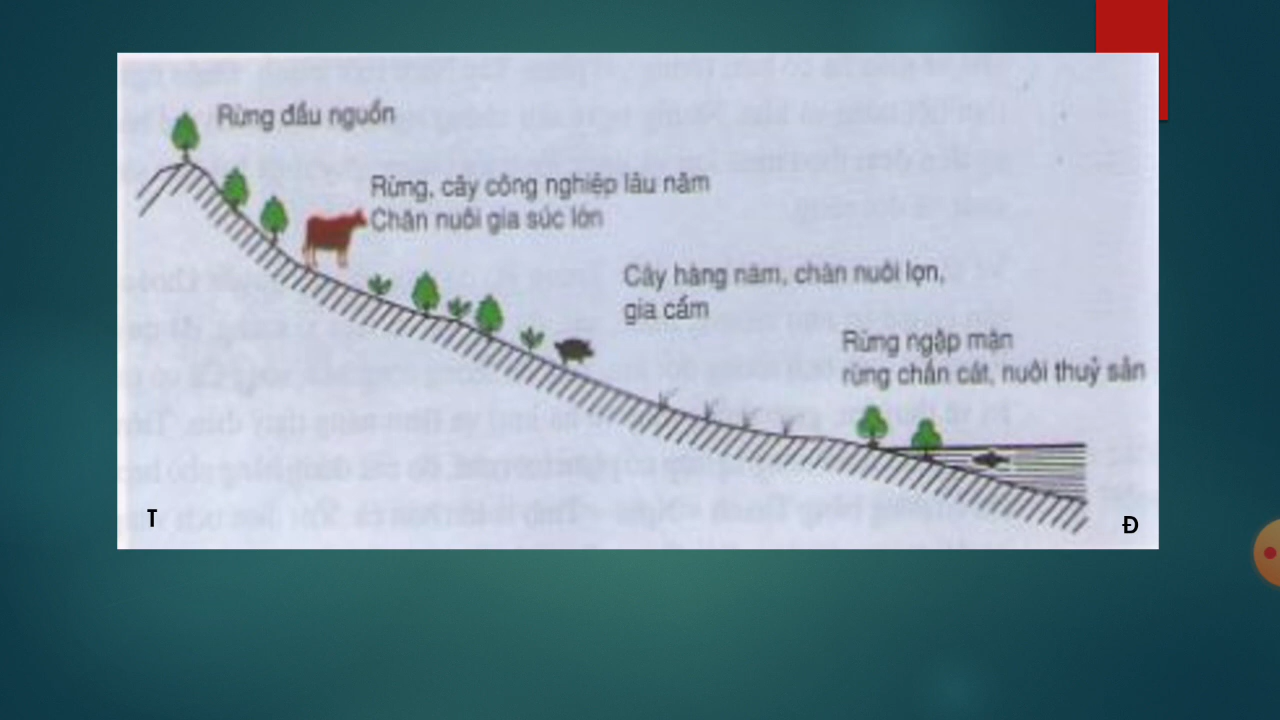 Rừng đầu nguồn
Rừng, cây công nghiệp lâu năm
Chăn nuôi gia súc lớn
Cây hàng năm, chăn nuôi lợn,
gia cầm
Rừng ngập mặn
rừng chắn cát, nuôi thuỷ sản
T
Đ